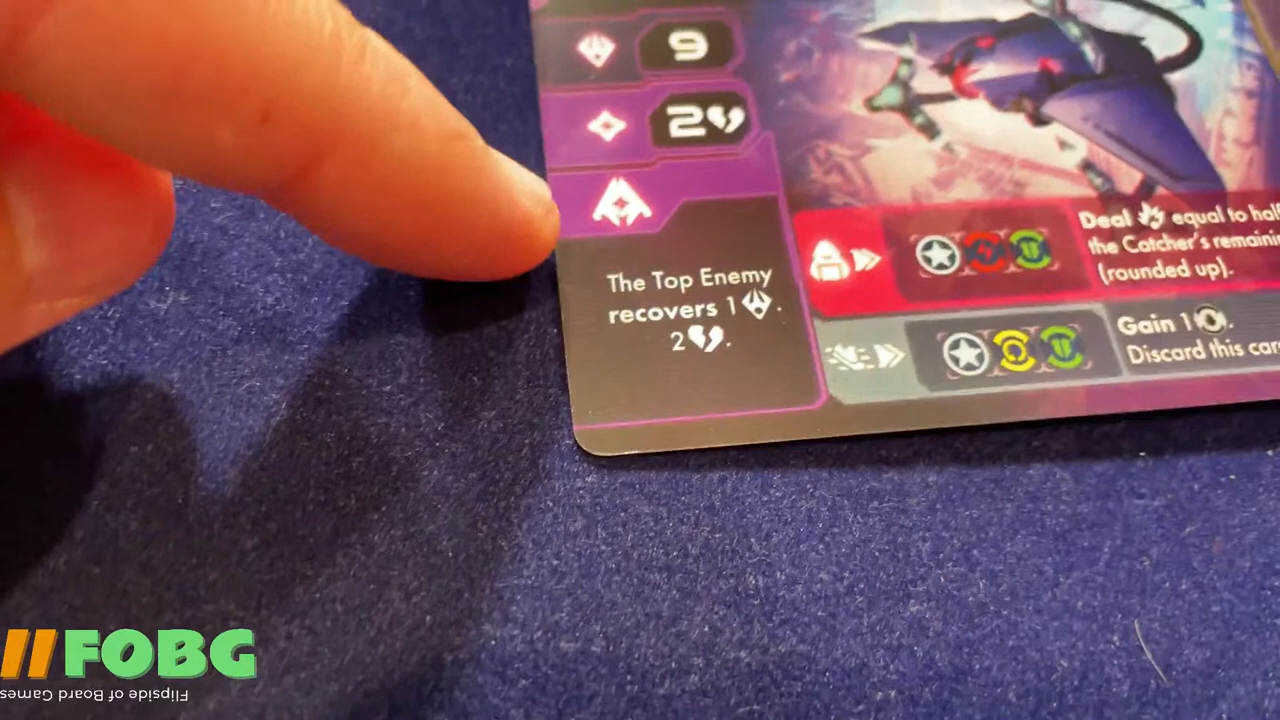 9
2
The Top Enemy
recovers 1.
2.
Deal equal to half
the Catcher's remaining
(rounded up).
Gain 1.
Discard this card
//FOBG
Flipside of Board Games